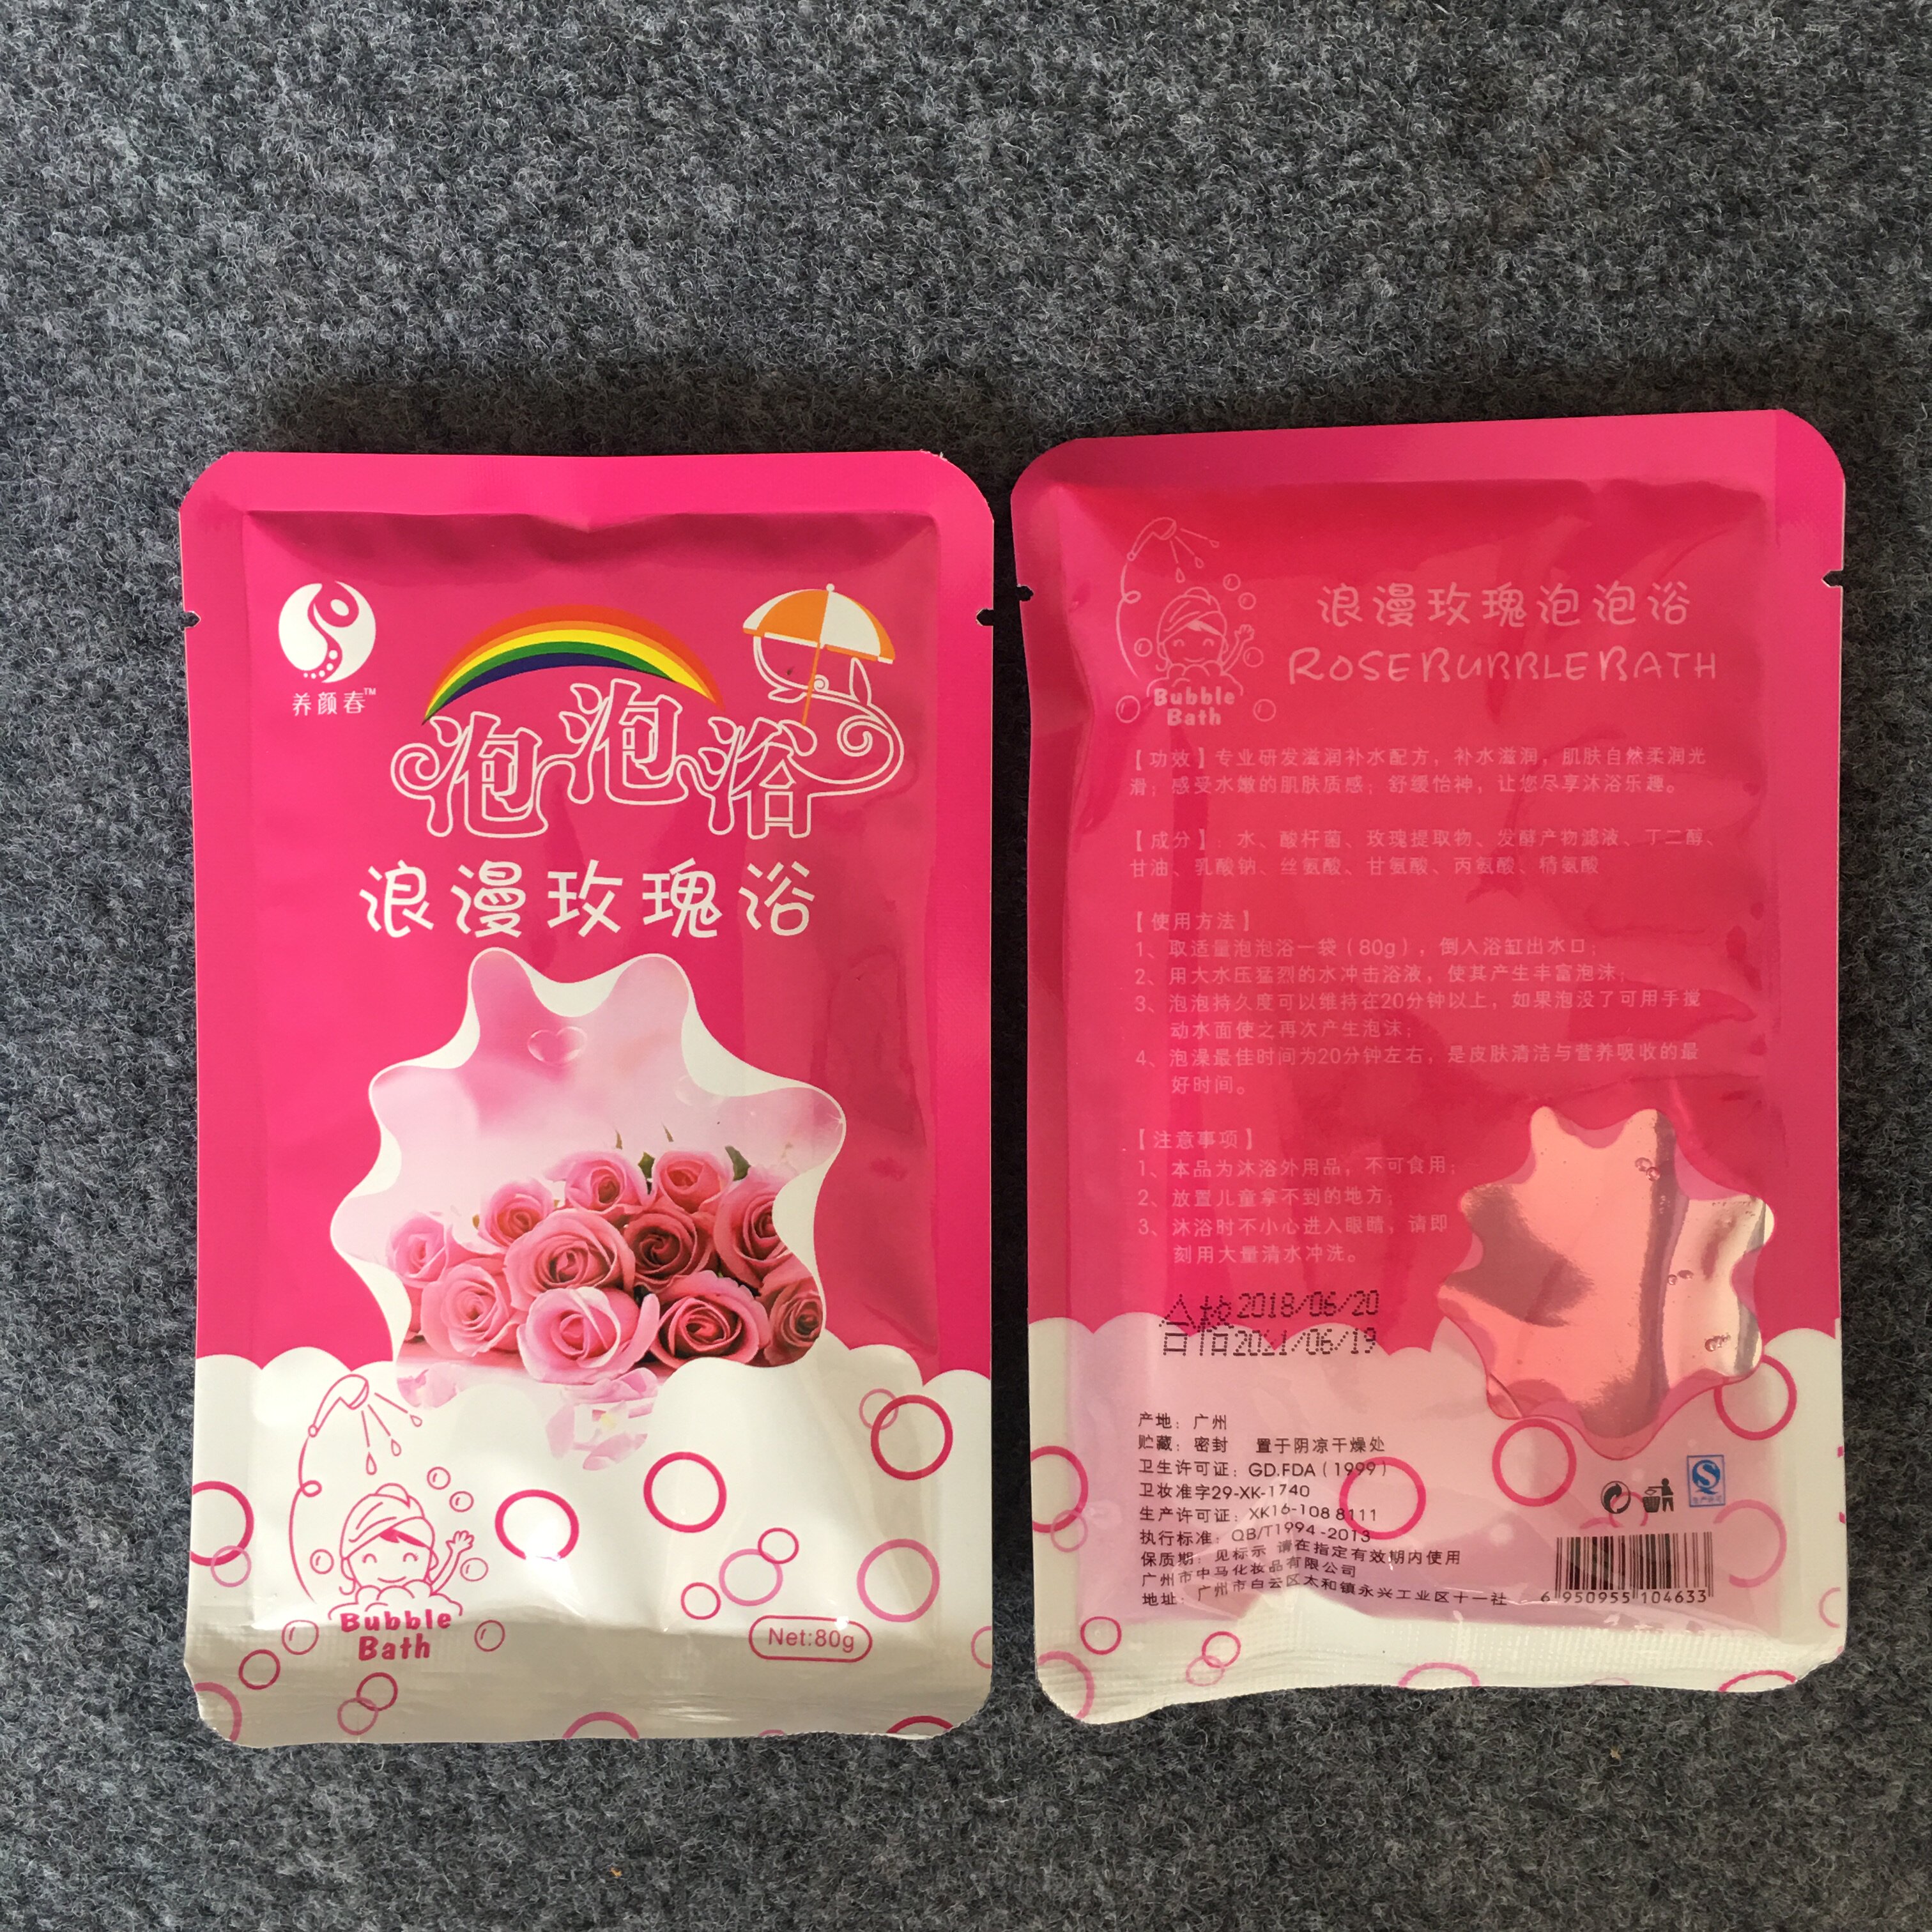 养颜春™
泡泡浴
浪漫玫瑰浴
Bubble
Bath
Net:80g
Bubble
Bath
浪漫玫瑰泡泡浴
ROSE BUBBLE BATH
【功效】专业研发滋润补水配方，补水滋润，肌肤自然柔润光
滑；感受水嫩的肌肤质感；舒缓怡神，让您尽享沐浴乐趣。
【成分】：水、酸杆菌、玫瑰提取物、发酵产物滤液、丁二醇、
甘油、乳酸钠、丝氨酸、甘氨酸、丙氨酸、精氨酸
【使用方法】
1、取适量泡泡浴一袋（80g），倒入浴缸出水口；
2、用大水压猛烈的水冲击浴液，使其产生丰富泡沫；
3、泡泡持久度可以维持在20分钟以上，如果泡没了可用手搅
动水面使之再次产生泡沫；
4、泡澡最佳时间为20分钟左右，是皮肤清洁与营养吸收的最
好时间。
【注意事项】
1、本品为沐浴外用品，不可食用；
2、放置儿童拿不到的地方；
3、沐浴时不小心进入眼睛，请即
刻用大量清水冲洗。
合格 2018/06/20
2021/06/19
产地：广州
贮藏：密封 置于阴凉干燥处
卫生许可证：GD.FDA（1999）
卫妆准字29-XK-1740
生产许可证：XK16-108 8111
执行标准：QB/T1994-2013
保质期：见标示 请在指定有效期内使用
广州市中马化妆品有限公司
地址：广州市白云区太和镇永兴工业区十一社
生产许可
6 950955 104633